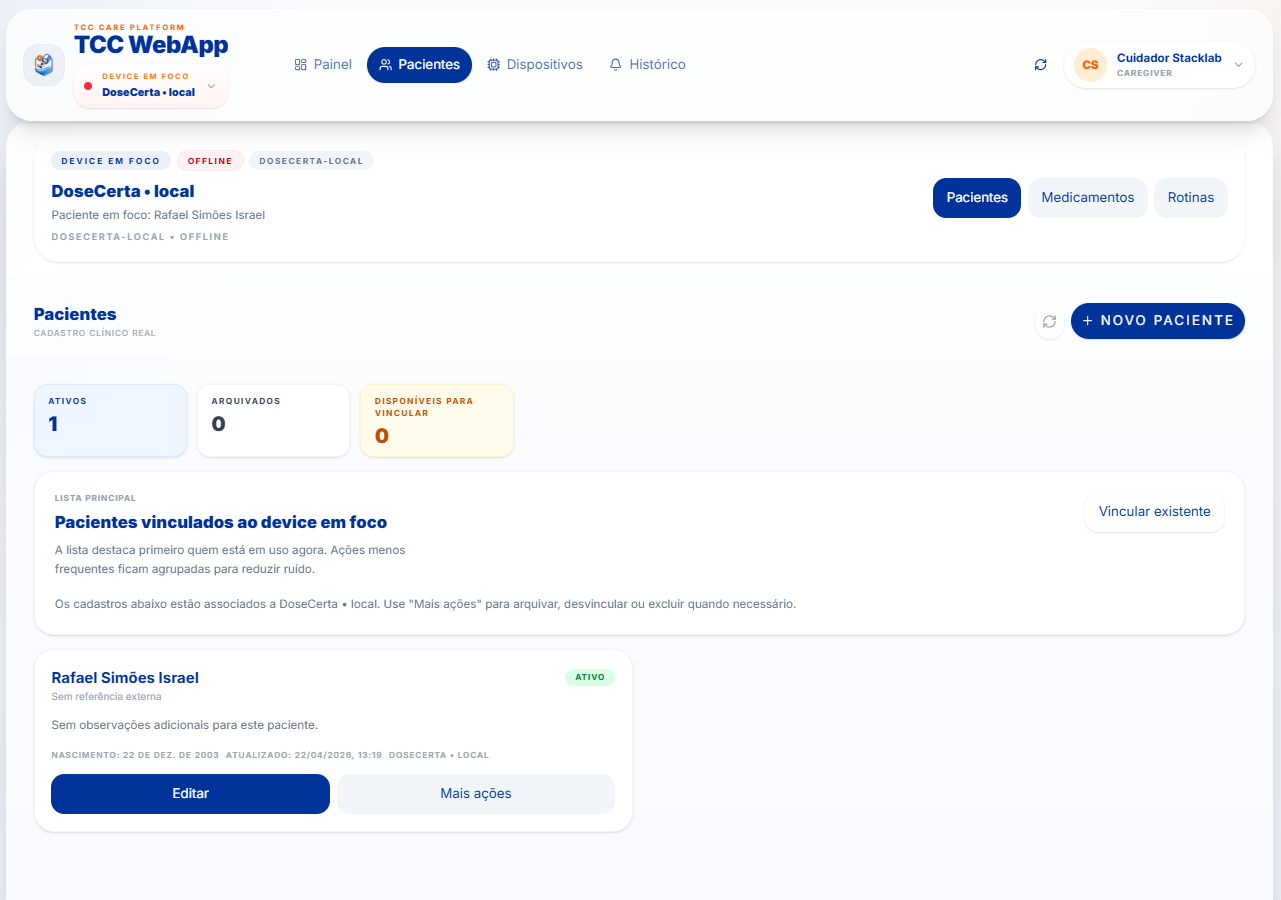 TCC CARE PLATFORM
TCC WebApp
DEVICE EM FOCO
DoseCerta • local
Painel
Pacientes
Dispositivos
Histórico
CS
Cuidador Stacklab
CAREGIVER
DEVICE EM FOCO
OFFLINE
DOSECERTA-LOCAL
DoseCerta • local
Paciente em foco: Rafael Simões Israel
DOSECERTA-LOCAL • OFFLINE
Pacientes
Medicamentos
Rotinas
Pacientes
CADASTRO CLÍNICO REAL
+ NOVO PACIENTE
ATIVOS
1
ARQUIVADOS
0
DISPONÍVEIS PARA
VINCULAR
0
LISTA PRINCIPAL
Pacientes vinculados ao device em foco
A lista destaca primeiro quem está em uso agora. Ações menos
frequentes ficam agrupadas para reduzir ruído.
Vincular existente
Os cadastros abaixo estão associados a DoseCerta • local. Use "Mais ações" para arquivar, desvincular ou excluir quando necessário.
Rafael Simões Israel
ATIVO
Sem referência externa
Sem observações adicionais para este paciente.
NASCIMENTO: 22 DE DEZ. DE 2003 ATUALIZADO: 22/04/2026, 13:19 DOSECERTA • LOCAL
Editar
Mais ações